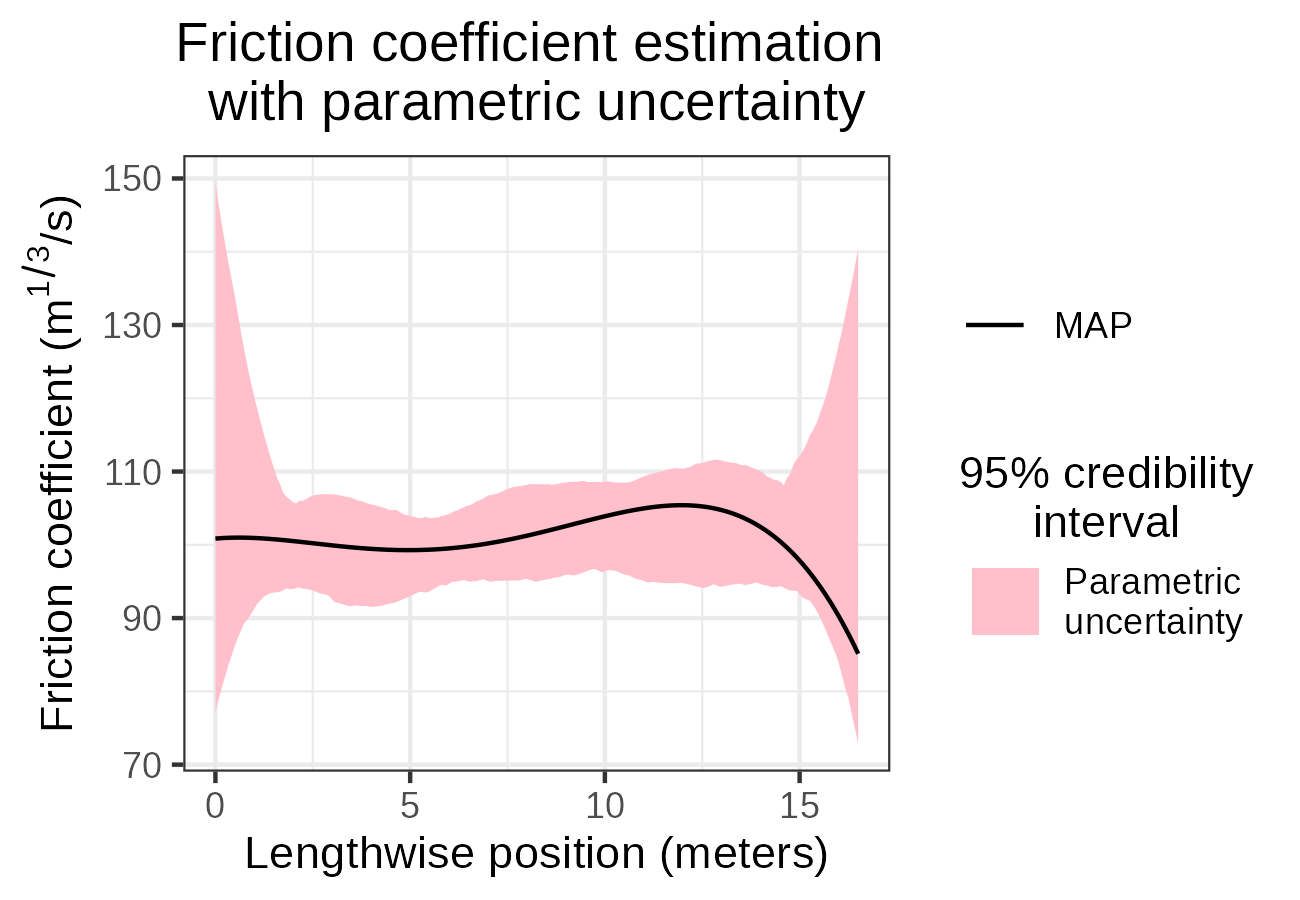 Friction coefficient estimation
with parametric uncertainty
Friction coefficient (m^1/3/s)
150
130
110
90
70
0 5 10 15
Lengthwise position (meters)
MAP
95% credibility
interval
Parametric
uncertainty